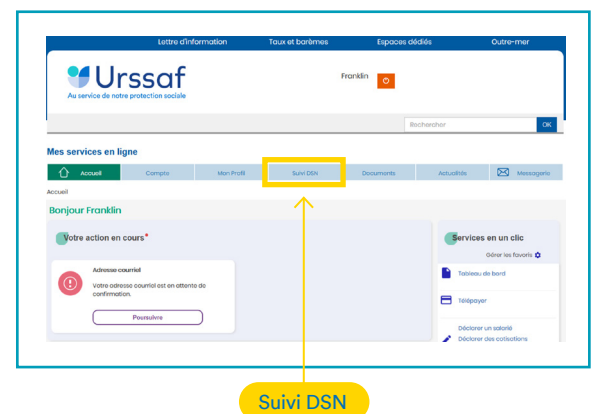 Lettre d'information Taux et barèmes Espaces dédiés Outre-mer
Urssaf
Au service de notre protection sociale
Franklin
Rechercher OK
Mes services en ligne
Accueil Compte Mon Profil Suivi DSN Documents Actualités Messagerie
Accueil
Bonjour Franklin
Votre action en cours*
Services en un clic
Gérer les favoris
Adresse courriel
Votre adresse courriel est en attente de
confirmation.
Poursuivre
Tableau de bord
Télépayer
Déclarer un salarié
Déclarer des cotisations
Suivi DSN